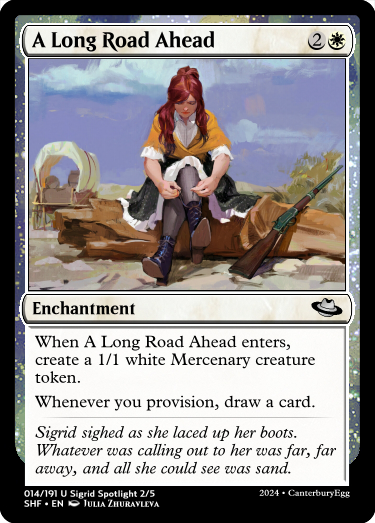 A Long Road Ahead 2
Enchantment
When A Long Road Ahead enters,
create a 1/1 white Mercenary creature
token.
Whenever you provision, draw a card.
Sigrid sighed as she laced up her boots.
Whatever was calling out to her was far, far
away, and all she could see was sand.
014/191 U Sigrid Spotlight 2/5
2024 • CanterburyEgg
SHF • EN Julia Zhuravleva